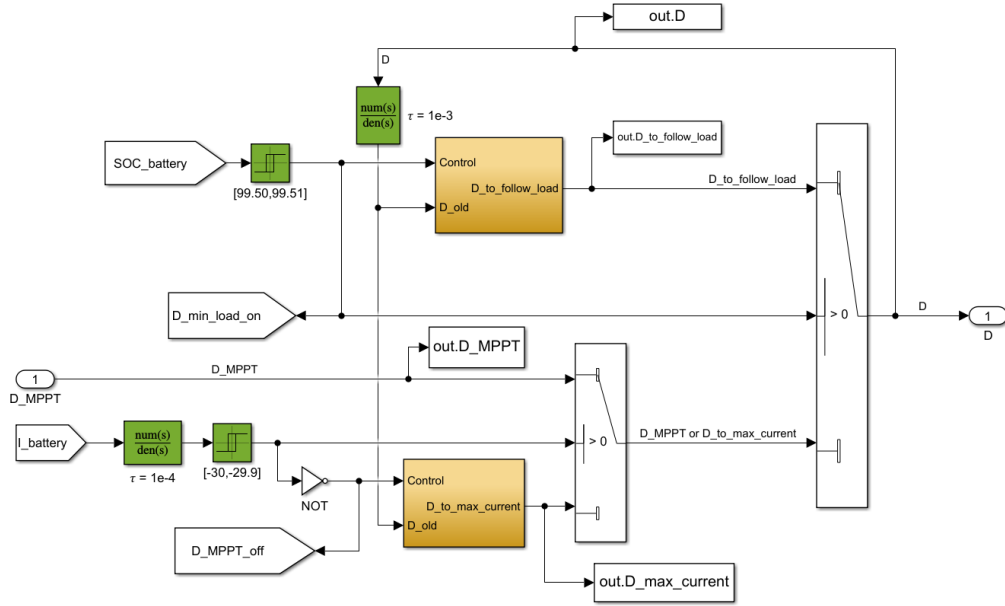 out.D
D
num(s)
den(s)
τ = 1e-3
out.D_to_follow_load
SOC_battery
Control
D_to_follow_load
D_to_follow_load
[99.50,99.51]
D_old
D_min_load_on
> 0
D
1
D
out.D_MPPT
1
D_MPPT
D_MPPT
I_battery
num(s)
den(s)
> 0
D_MPPT or D_to_max_current
τ = 1e-4
[-30,-29.9]
NOT
Control
D_to_max_current
D_old
D_MPPT_off
out.D_max_current